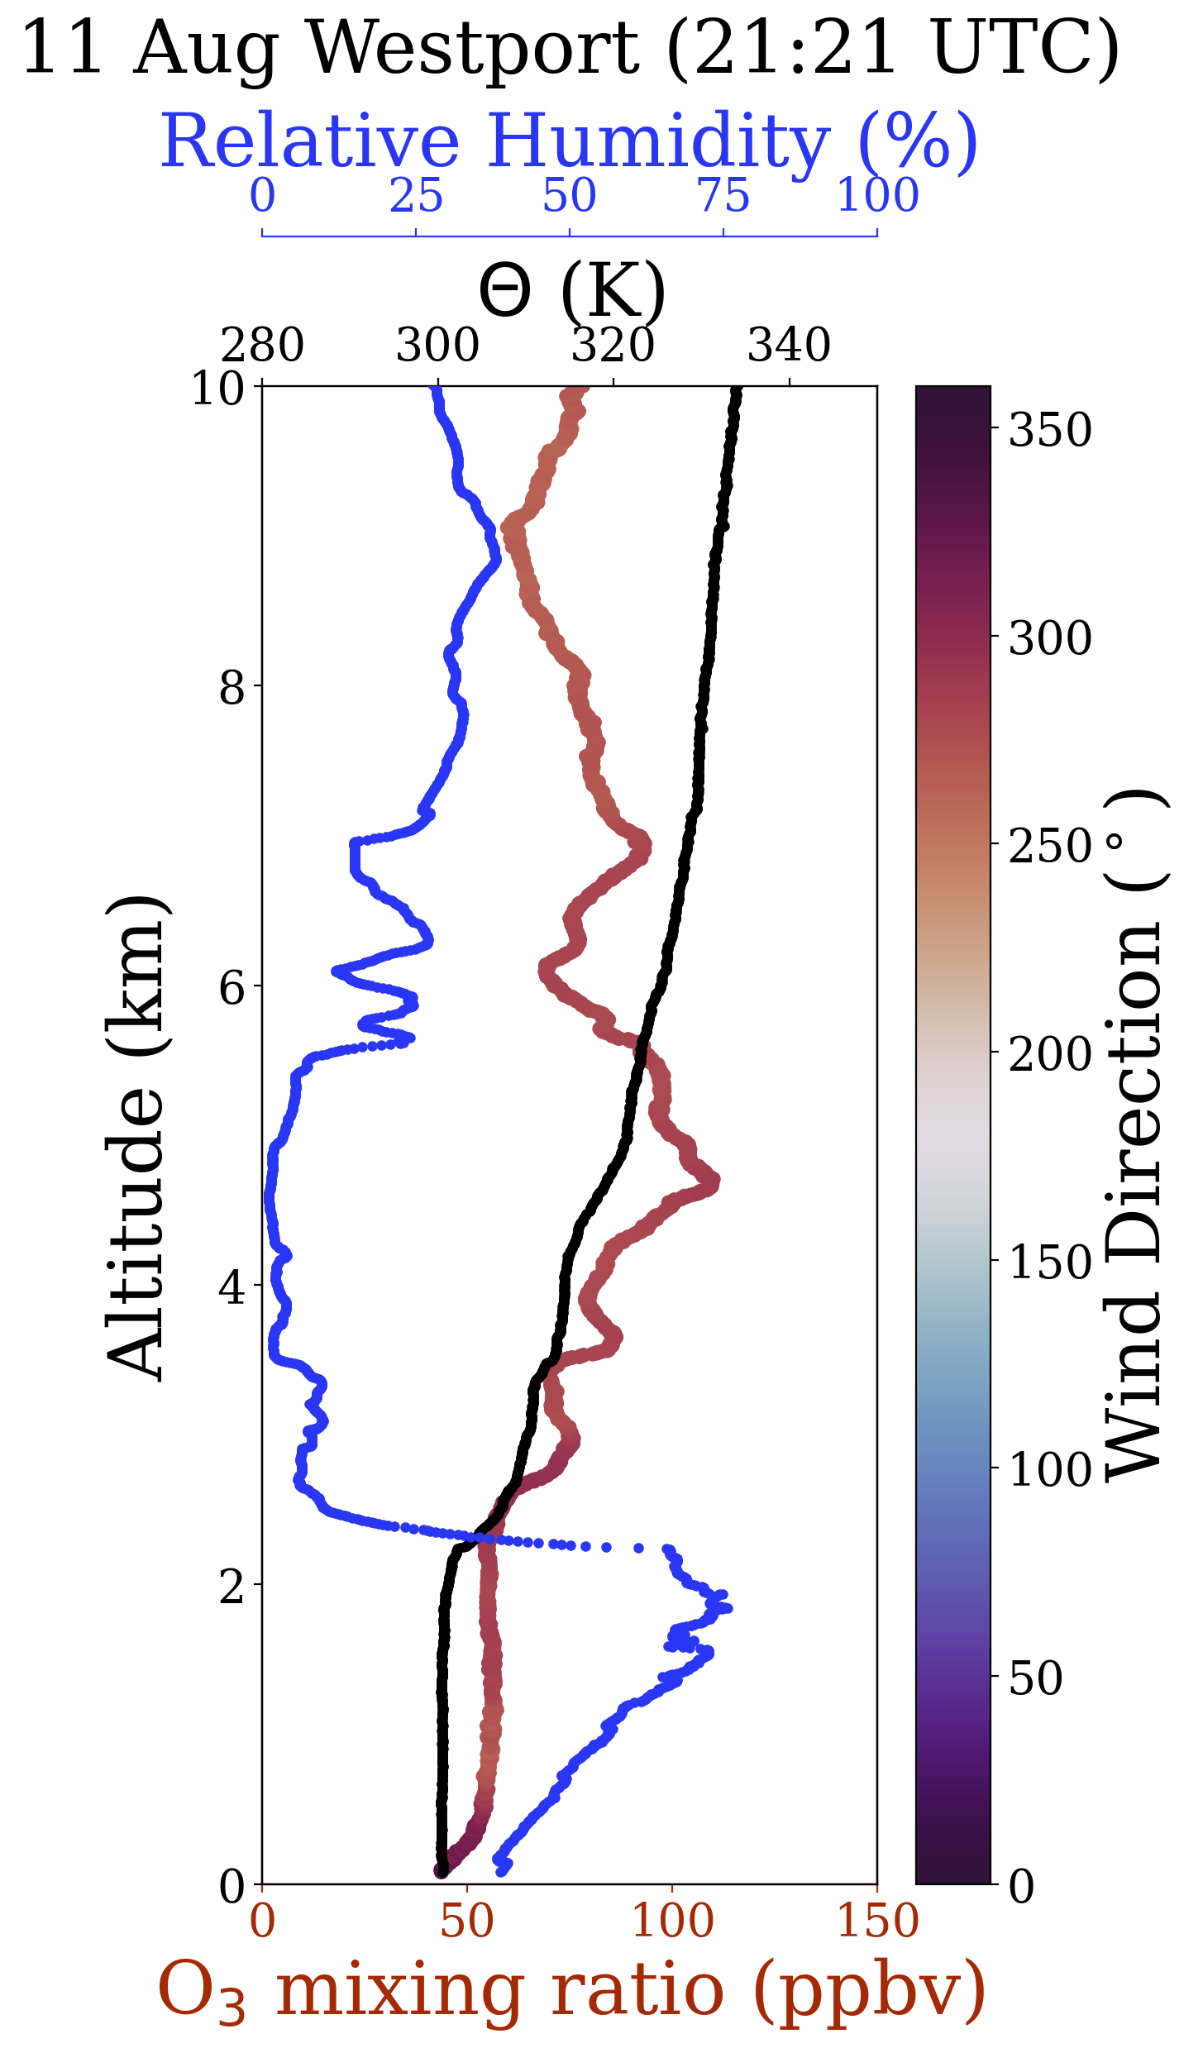 11 Aug Westport (21:21 UTC)
Relative Humidity (%)
0 25 50 75 100
Θ (K)
280 300 320 340
10
8
6
4
2
0
Altitude (km)
0 50 100 150
O₃ mixing ratio (ppbv)
350
300
250
200
150
100
50
0
Wind Direction (°)